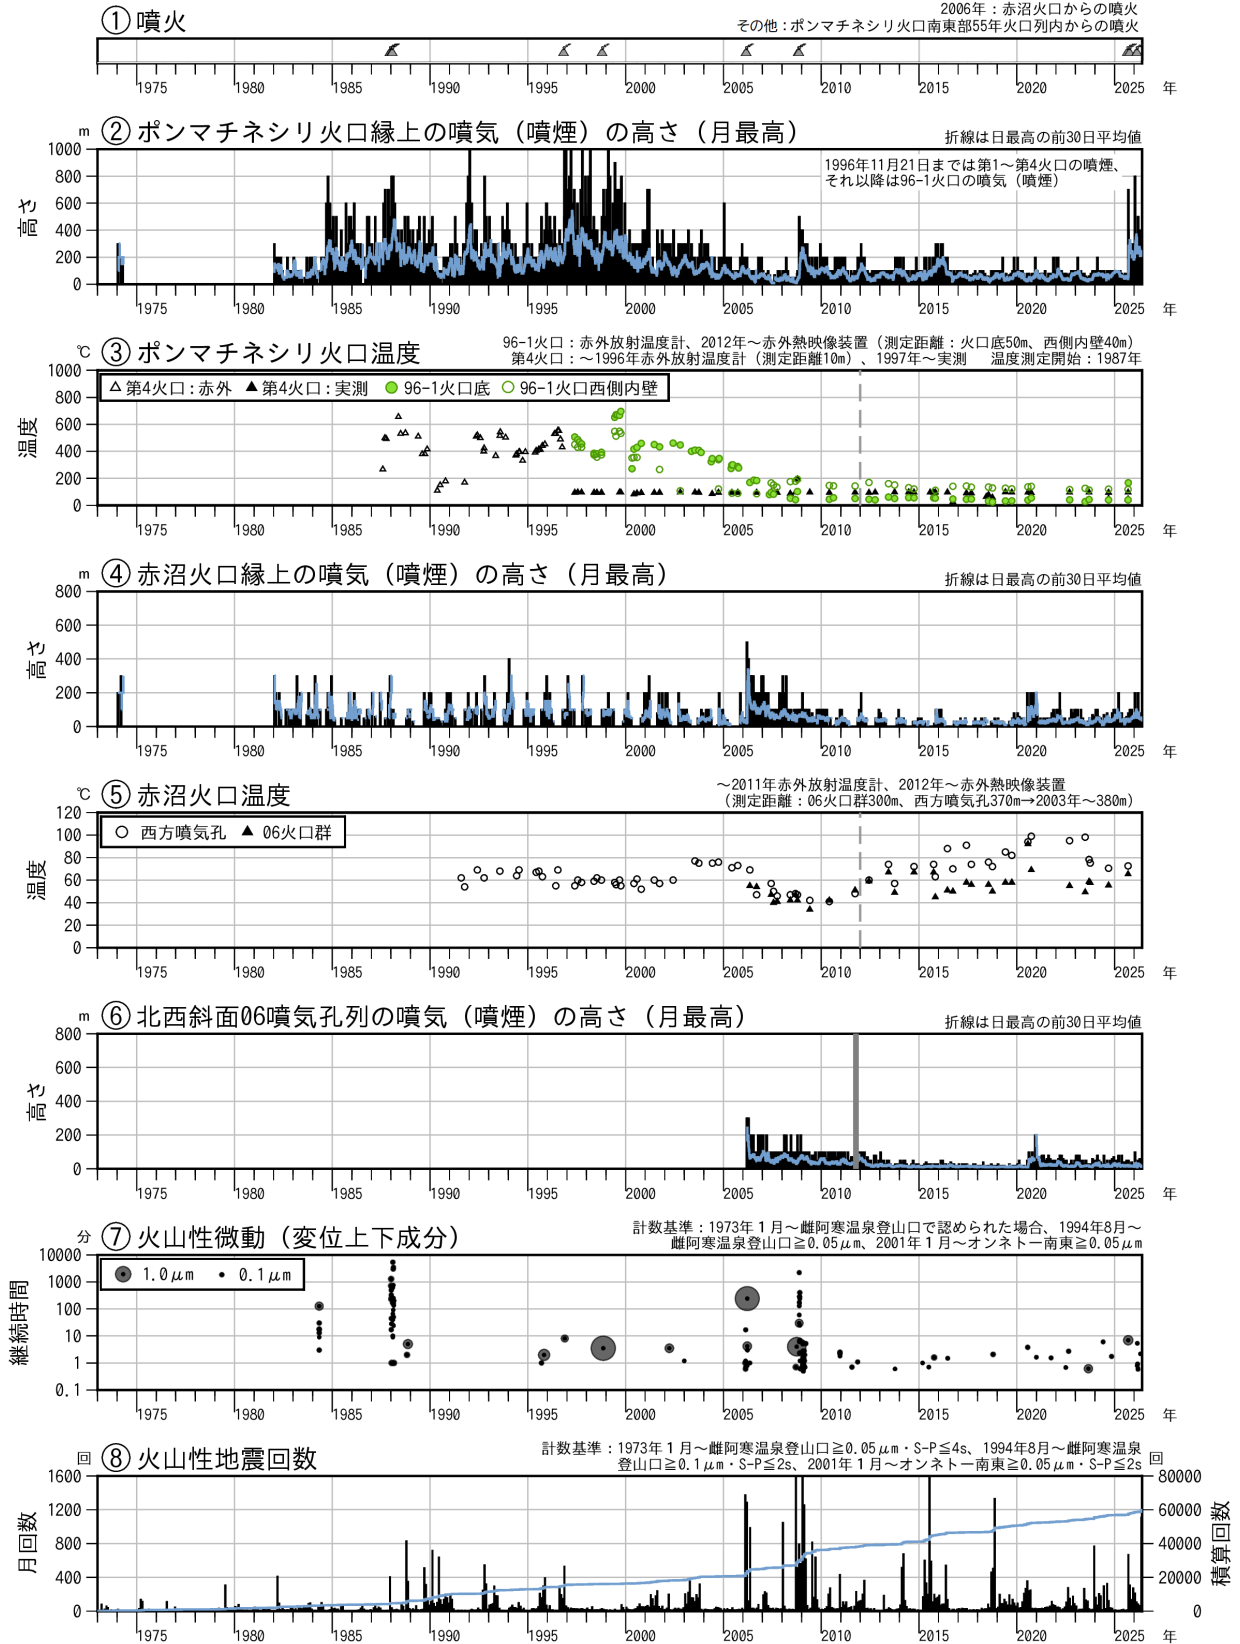 ① 噴火
2006年：赤沼火口からの噴火
その他：ポンマチネシリ火口南東部55年火口列内からの噴火
1975 1980 1985 1990 1995 2000 2005 2010 2015 2020 2025 年
m ② ポンマチネシリ火口縁上の噴気（噴煙）の高さ（月最高）
折線は日最高の前30日平均値
1996年11月21日までは第1～第4火口の噴煙、
それ以降は96-1火口の噴気（噴煙）
高さ
1000
800
600
400
200
0
1975 1980 1985 1990 1995 2000 2005 2010 2015 2020 2025 年
℃ ③ ポンマチネシリ火口温度
96-1火口：赤外放射温度計、2012年～赤外熱映像装置（測定距離：火口底50m、西側内壁40m）
第4火口：～1996年赤外放射温度計（測定距離10m）、1997年～実測 温度測定開始：1987年
△ 第4火口：赤外 ▲ 第4火口：実測 ● 96-1火口底 ○ 96-1火口西側内壁
温度
1000
800
600
400
200
0
1975 1980 1985 1990 1995 2000 2005 2010 2015 2020 2025 年
m ④ 赤沼火口縁上の噴気（噴煙）の高さ（月最高）
折線は日最高の前30日平均値
高さ
800
600
400
200
0
1975 1980 1985 1990 1995 2000 2005 2010 2015 2020 2025 年
℃ ⑤ 赤沼火口温度
～2011年赤外放射温度計、2012年～赤外熱映像装置
（測定距離：06火口群300m、西方噴気孔370m→2003年～380m）
○ 西方噴気孔 ▲ 06火口群
温度
120
100
80
60
40
20
0
1975 1980 1985 1990 1995 2000 2005 2010 2015 2020 2025 年
m ⑥ 北西斜面06噴気孔列の噴気（噴煙）の高さ（月最高）
折線は日最高の前30日平均値
高さ
800
600
400
200
0
1975 1980 1985 1990 1995 2000 2005 2010 2015 2020 2025 年
分 ⑦ 火山性微動（変位上下成分）
計数基準：1973年１月～雌阿寒温泉登山口で認められた場合、1994年8月～
雌阿寒温泉登山口≧0.05μm、2001年１月～オンネトー南東≧0.05μm
1.0μm 0.1μm
継続時間
10000
1000
100
10
1
0.1
1975 1980 1985 1990 1995 2000 2005 2010 2015 2020 2025 年
回 ⑧ 火山性地震回数
計数基準：1973年１月～雌阿寒温泉登山口≧0.05μm・S-P≦4s、1994年8月～雌阿寒温泉
登山口≧0.1μm・S-P≦2s、2001年１月～オンネトー南東≧0.05μm・S-P≦2s
回
月回数
1600
1200
800
400
0
80000
60000
40000
20000
0
積算回数
1975 1980 1985 1990 1995 2000 2005 2010 2015 2020 2025 年